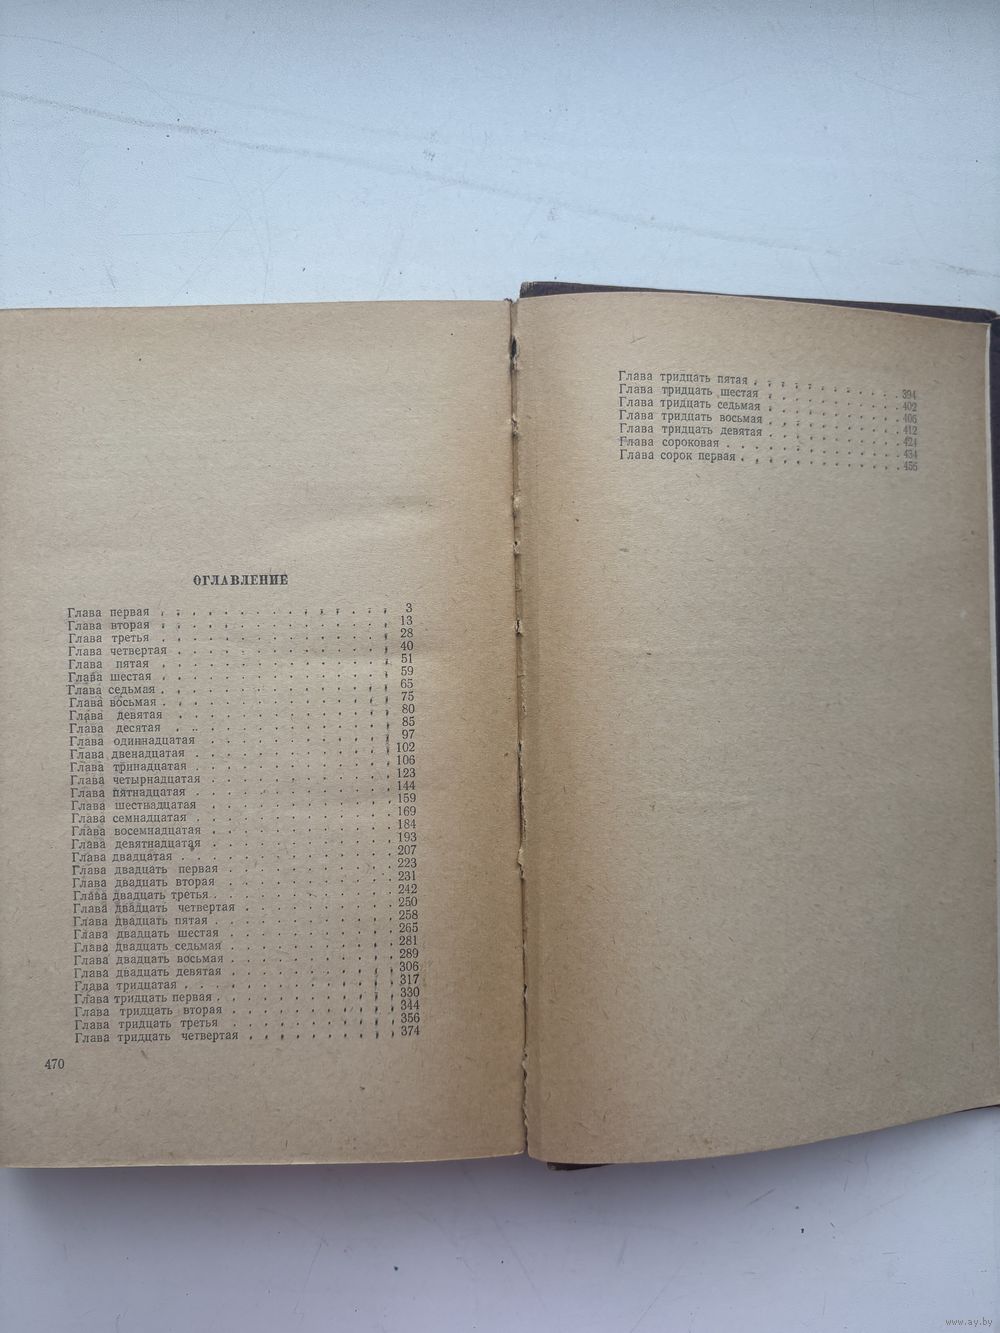 ОГЛАВЛЕНИЕ
Глава первая 3
Глава вторая 13
Глава третья 28
Глава четвертая 40
Глава пятая 51
Глава шестая 59
Глава седьмая 65
Глава восьмая 75
Глава девятая 80
Глава десятая 85
Глава одиннадцатая 97
Глава двенадцатая 102
Глава тринадцатая 106
Глава четырнадцатая 123
Глава пятнадцатая 144
Глава шестнадцатая 159
Глава семнадцатая 169
Глава восемнадцатая 184
Глава девятнадцатая 193
Глава двадцатая 207
Глава двадцать первая 223
Глава двадцать вторая 231
Глава двадцать третья 242
Глава двадцать четвертая 250
Глава двадцать пятая 258
Глава двадцать шестая 265
Глава двадцать седьмая 281
Глава двадцать восьмая 289
Глава двадцать девятая 306
Глава тридцатая 317
Глава тридцать первая 330
Глава тридцать вторая 344
Глава тридцать третья 356
Глава тридцать четвертая 374
470
Глава тридцать пятая 394
Глава тридцать шестая 402
Глава тридцать седьмая 406
Глава тридцать восьмая 412
Глава тридцать девятая 424
Глава сороковая 434
Глава сорок первая 456
www.ay.by